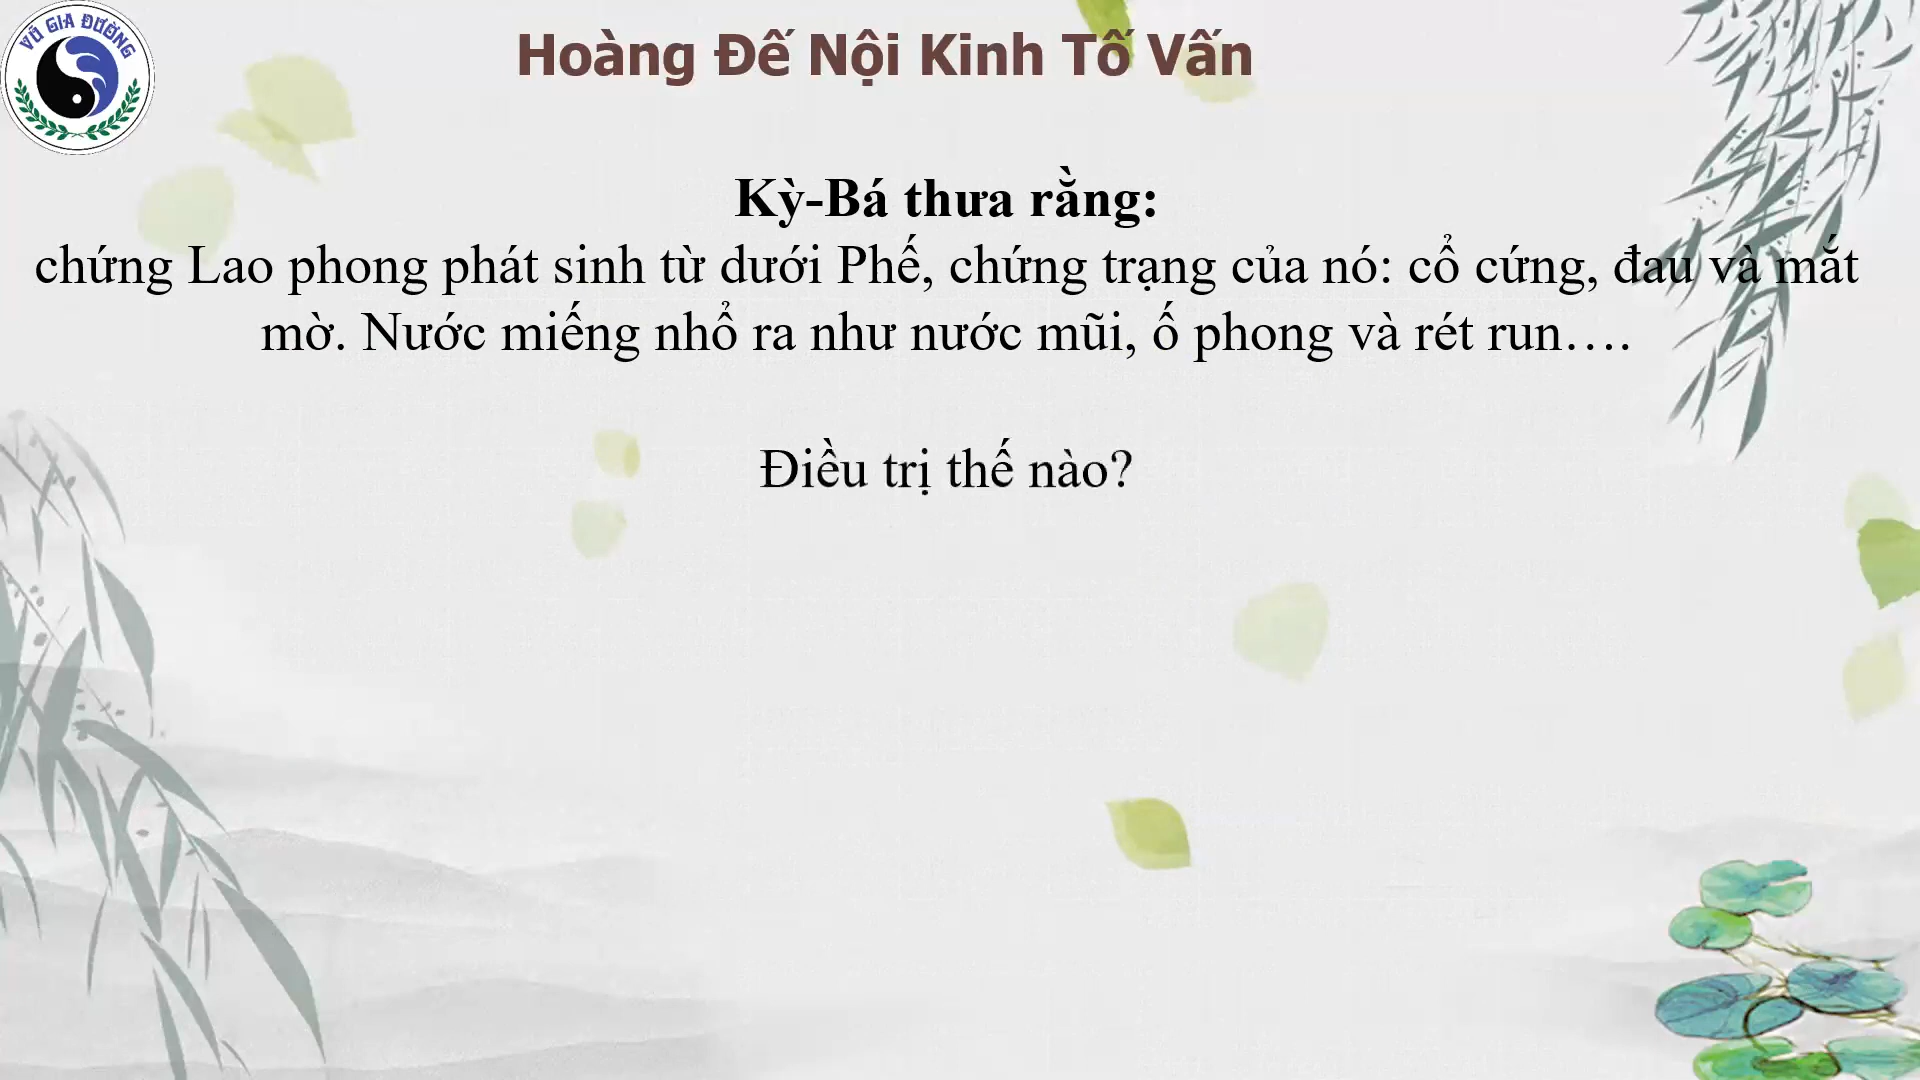 VŨ GIA ĐƯỜNG
Hoàng Đế Nội Kinh Tố Vấn
Kỳ-Bá thưa rằng:
chứng Lao phong phát sinh từ dưới Phế, chứng trạng của nó: cổ cứng, đau và mắt
mờ. Nước miếng nhổ ra như nước mũi, ố phong và rét run….
Điều trị thế nào?